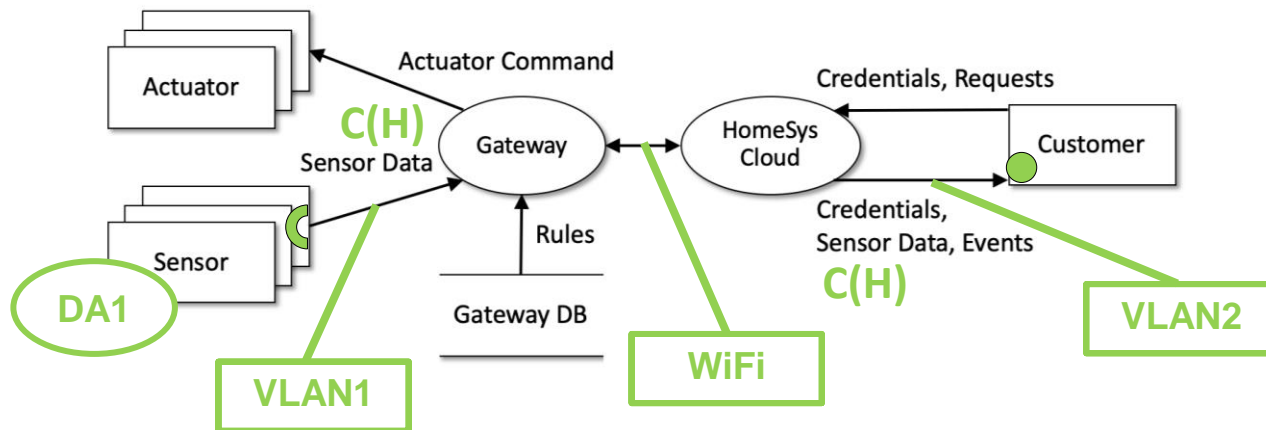 Actuator
Actuator Command
C(H)
Sensor Data
Gateway
HomeSys
Cloud
Credentials, Requests
Customer
Credentials,
Sensor Data, Events
C(H)
Rules
Sensor
DA1
Gateway DB
VLAN1
WiFi
VLAN2